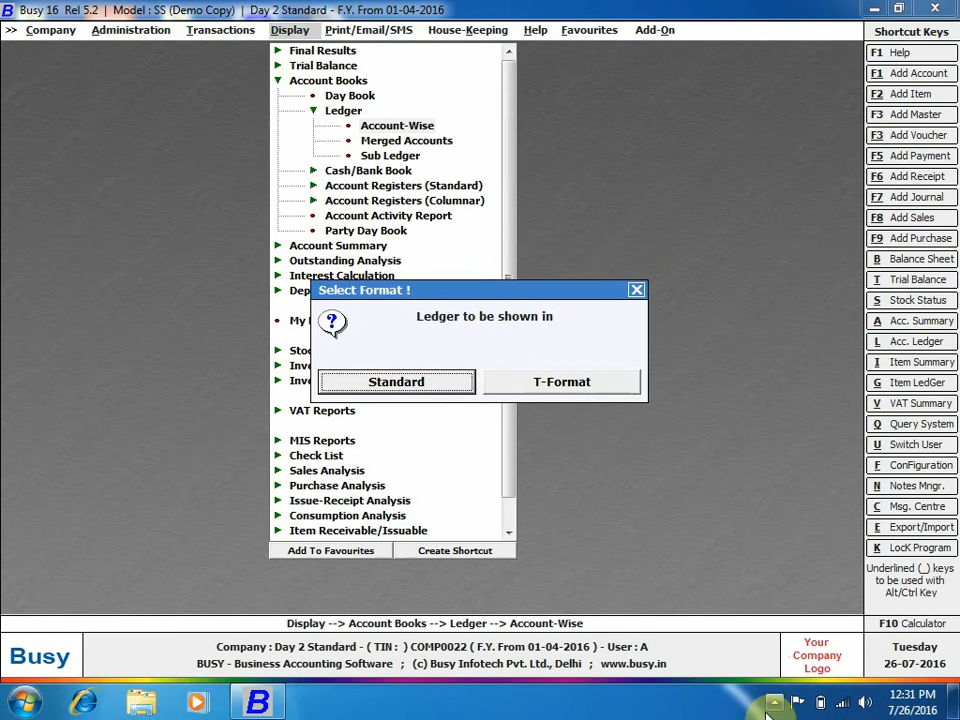 Busy 16 Rel 5.2 | Model : SS (Demo Copy) | Day 2 Standard - F.Y. From 01-04-2016
>> Company Administration Transactions Display Print/Email/SMS House-Keeping Help Favourites Add-On
Final Results
Trial Balance
Account Books
Day Book
Ledger
Account-Wise
Merged Accounts
Sub Ledger
Cash/Bank Book
Account Registers (Standard)
Account Registers (Columnar)
Account Activity Report
Party Day Book
Account Summary
Outstanding Analysis
Interest Calculation
Dep
My
Stoc
Inve
Inve
VAT Reports
MIS Reports
Check List
Sales Analysis
Purchase Analysis
Issue-Receipt Analysis
Consumption Analysis
Item Receivable/Issuable
Add To Favourites Create Shortcut
Select Format !
Ledger to be shown in
Standard T-Format
Shortcut Keys
F1 Help
F1 Add Account
F2 Add Item
F3 Add Master
F3 Add Voucher
F5 Add Payment
F6 Add Receipt
F7 Add Journal
F8 Add Sales
F9 Add Purchase
B Balance Sheet
T Trial Balance
S Stock Status
A Acc. Summary
L Acc. Ledger
I Item Summary
G Item LedGer
V VAT Summary
Q Query System
U Switch User
F ConFiguration
N Notes Mngr.
C Msg. Centre
E Export/Import
K LocK Program
Underlined (_) keys
to be used with
Alt/Ctrl Key
F10 Calculator
Display --> Account Books --> Ledger --> Account-Wise
Busy
Company : Day 2 Standard - ( TIN : ) COMP0022 ( F.Y. From 01-04-2016 ) - User : A
BUSY - Business Accounting Software ; (c) Busy Infotech Pvt. Ltd., Delhi ; www.busy.in
Your
Company
Logo
Tuesday
26-07-2016
12:31 PM
7/26/2016